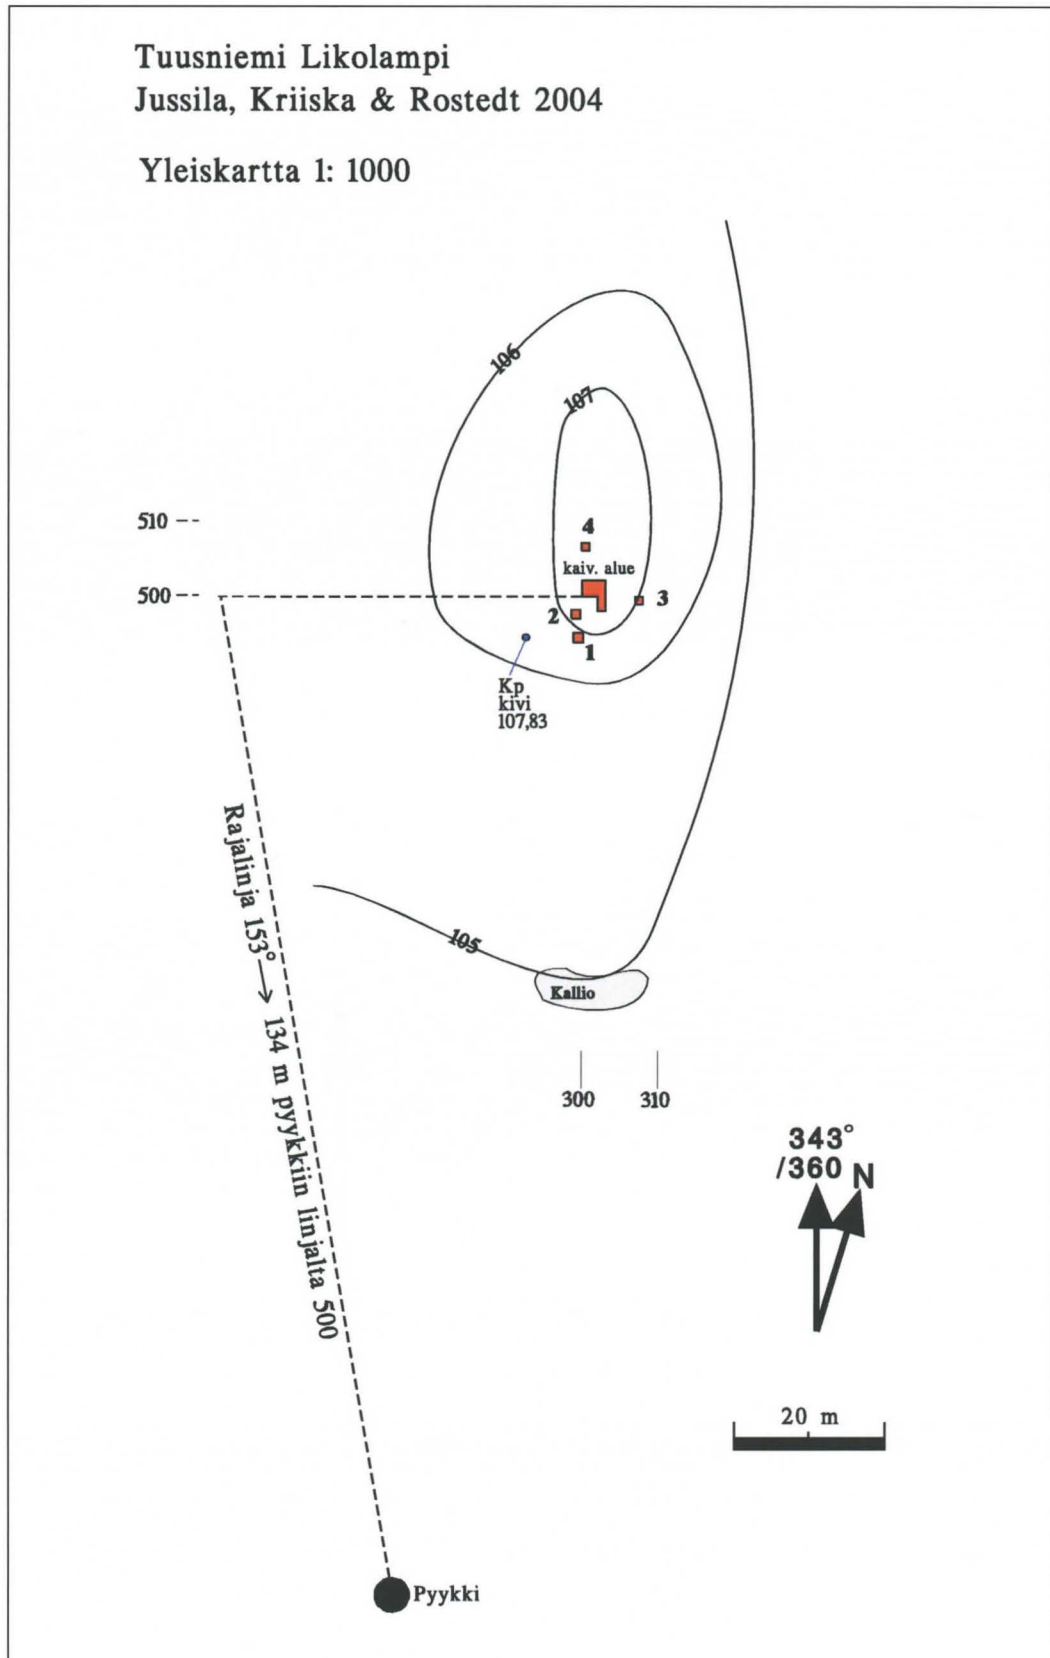 Tuusniemi Likolampi
Jussila, Kriiska & Rostedt 2004
Yleiskartta 1: 1000
106
107
510 --
4
kaiv. alue
500 --
3
2
1
Kp
kivi
107,83
Rajalinja 153° → 134 m pyykkiin linjalta 500
105
Kallio
300 310
343°
/360 N
20 m
Pyykki